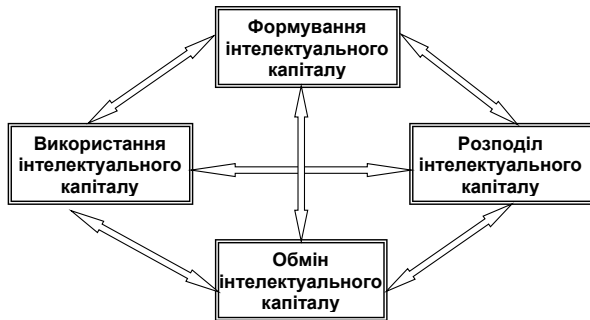 Формування
інтелектуального
капіталу
Використання
інтелектуального
капіталу
Розподіл
інтелектуального
капіталу
Обмін
інтелектуального
капіталу